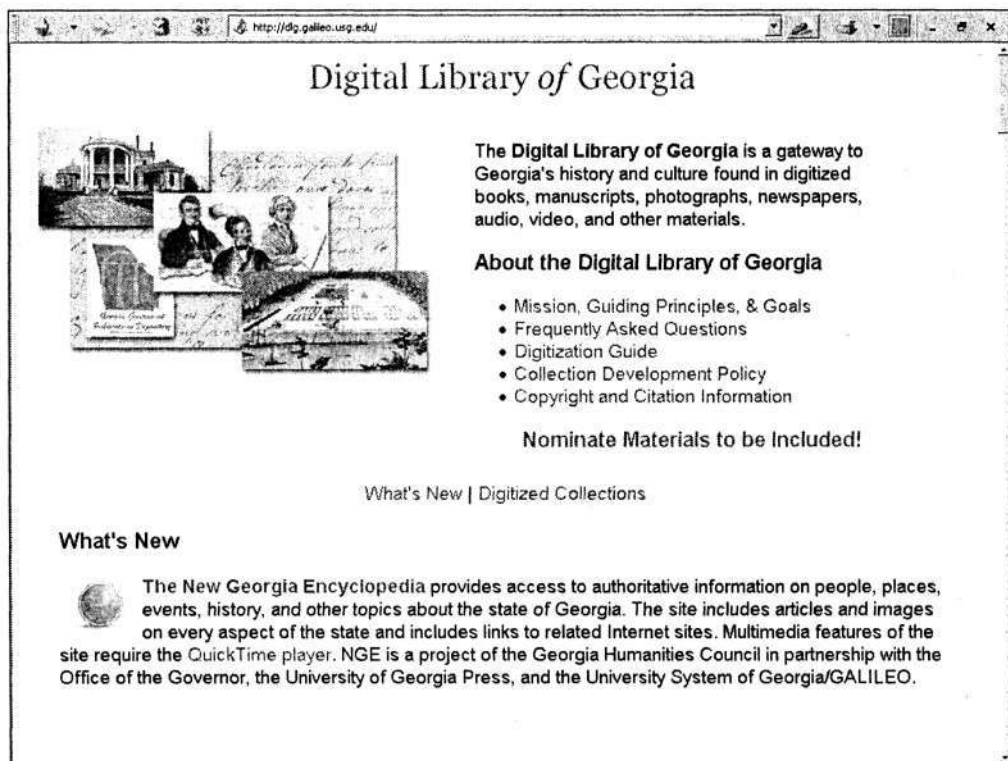 http://dlg.galileo.usg.edu/
Digital Library of Georgia
The Digital Library of Georgia is a gateway to
Georgia's history and culture found in digitized
books, manuscripts, photographs, newspapers,
audio, video, and other materials.
About the Digital Library of Georgia
• Mission, Guiding Principles, & Goals
• Frequently Asked Questions
• Digitization Guide
• Collection Development Policy
• Copyright and Citation Information
Nominate Materials to be Included!
What's New | Digitized Collections
What's New
The New Georgia Encyclopedia provides access to authoritative information on people, places,
events, history, and other topics about the state of Georgia. The site includes articles and images
on every aspect of the state and includes links to related Internet sites. Multimedia features of the
site require the QuickTime player. NGE is a project of the Georgia Humanities Council in partnership with the
Office of the Governor, the University of Georgia Press, and the University System of Georgia/GALILEO.